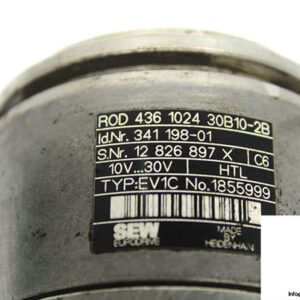 ROD 436 1024 30B10-2B
Id.Nr. 341 198-01
S.Nr. 12 826 897 X C6
10V...30V HTL
TYP:EV1C No.1855999
SEW
EURODRIVE
MADE
BY
HEIDENHAIN